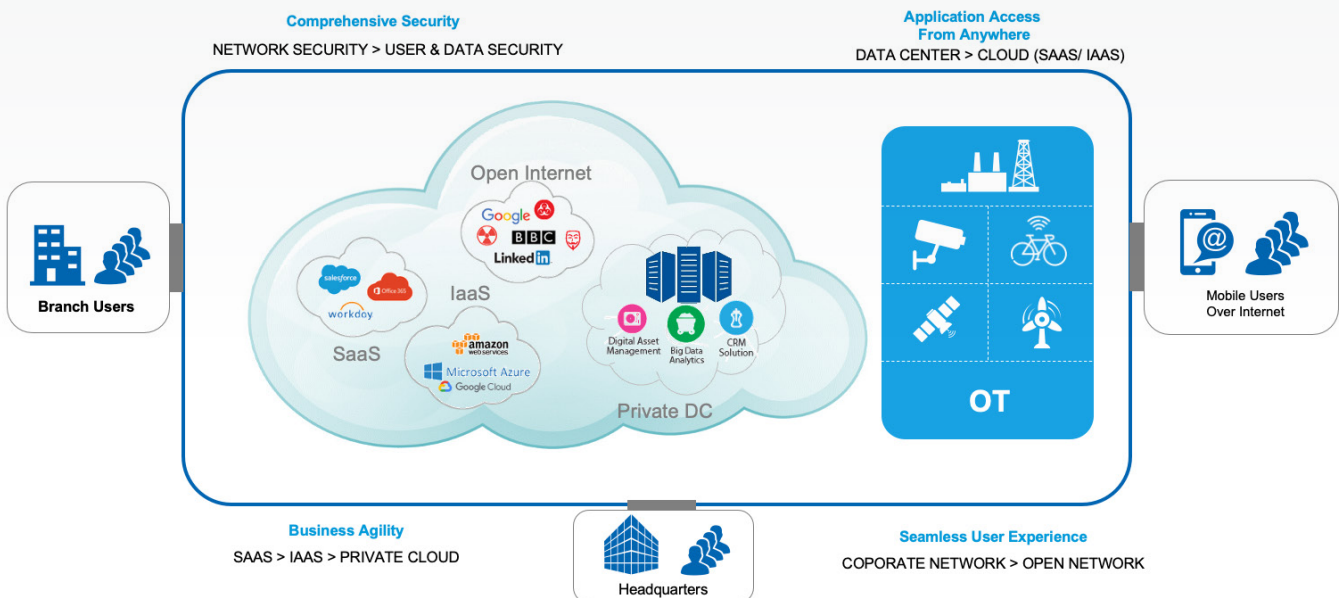 Comprehensive Security
NETWORK SECURITY > USER & DATA SECURITY
Application Access
From Anywhere
DATA CENTER > CLOUD (SAAS/ IAAS)
Open Internet
Google
BBC
Linked in
salesforce
Office 365
workday
SaaS
IaaS
amazon
web services
Microsoft Azure
Google Cloud
Digital Asset
Management
Big Data
Analytics
CRM
Solution
Private DC
OT
Branch Users
@
Mobile Users
Over Internet
Business Agility
SAAS > IAAS > PRIVATE CLOUD
Headquarters
Seamless User Experience
COPORATE NETWORK > OPEN NETWORK